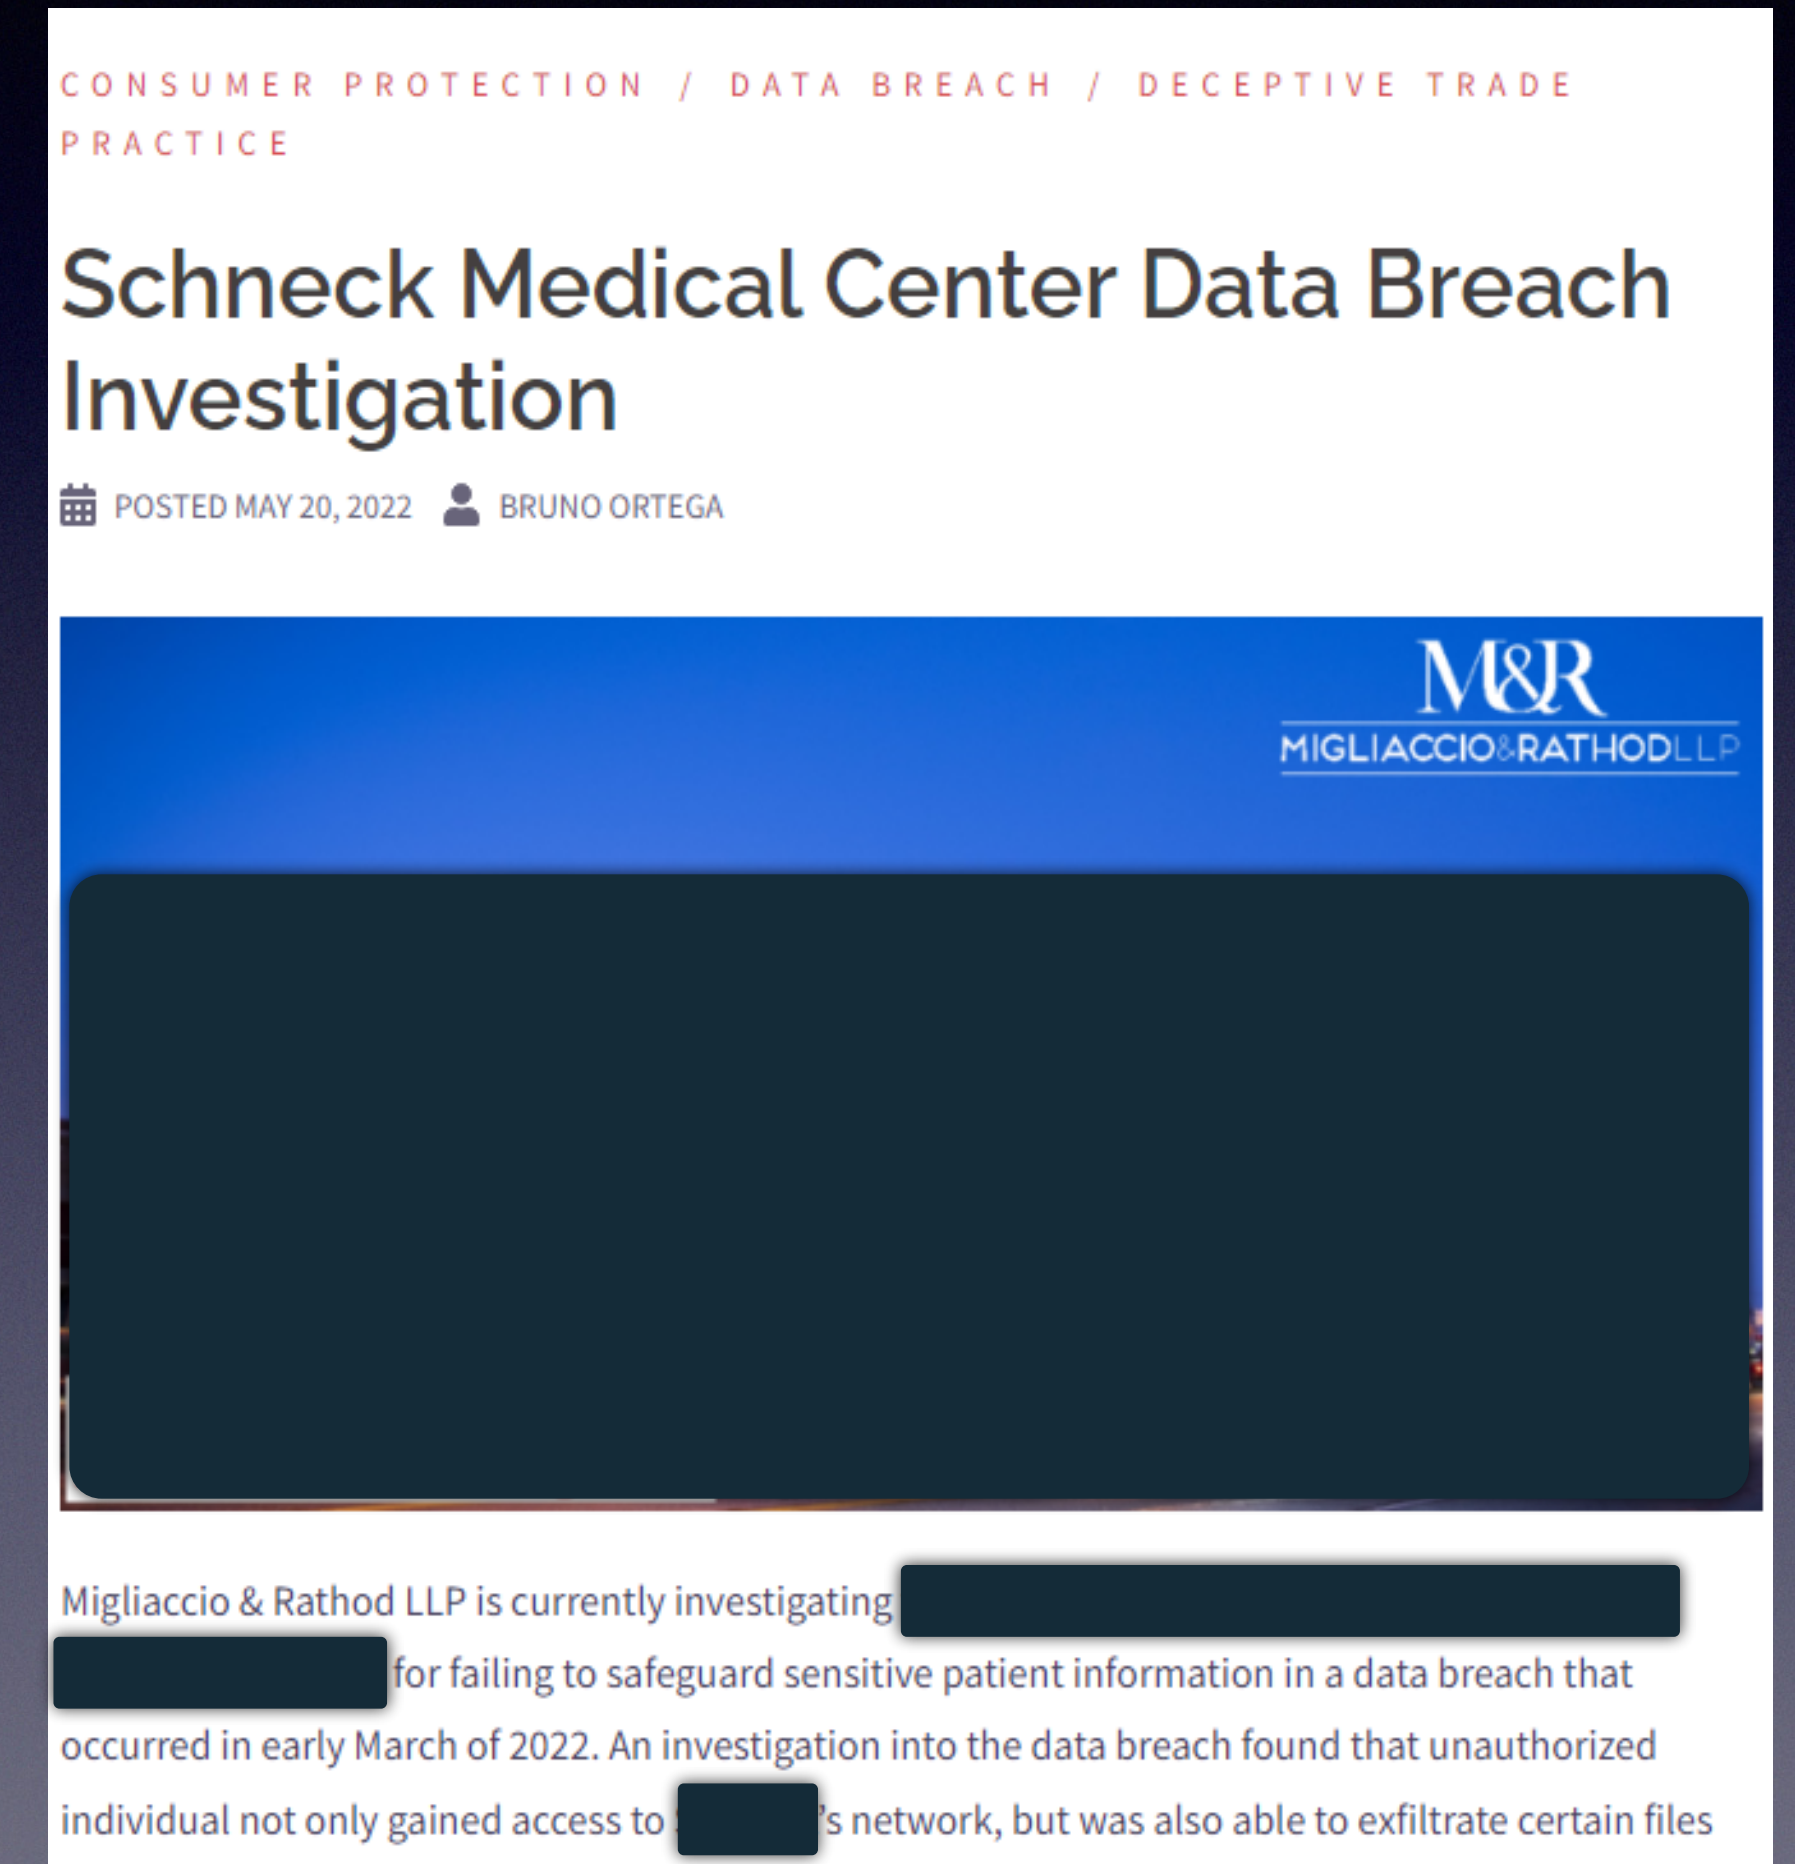 CONSUMER PROTECTION / DATA BREACH / DECEPTIVE TRADE
PRACTICE
Schneck Medical Center Data Breach
Investigation
POSTED MAY 20, 2022 BRUNO ORTEGA
M&R
MIGLIACCIO&RATHODLLP
Migliaccio & Rathod LLP is currently investigating
for failing to safeguard sensitive patient information in a data breach that
occurred in early March of 2022. An investigation into the data breach found that unauthorized
individual not only gained access to 's network, but was also able to exfiltrate certain files